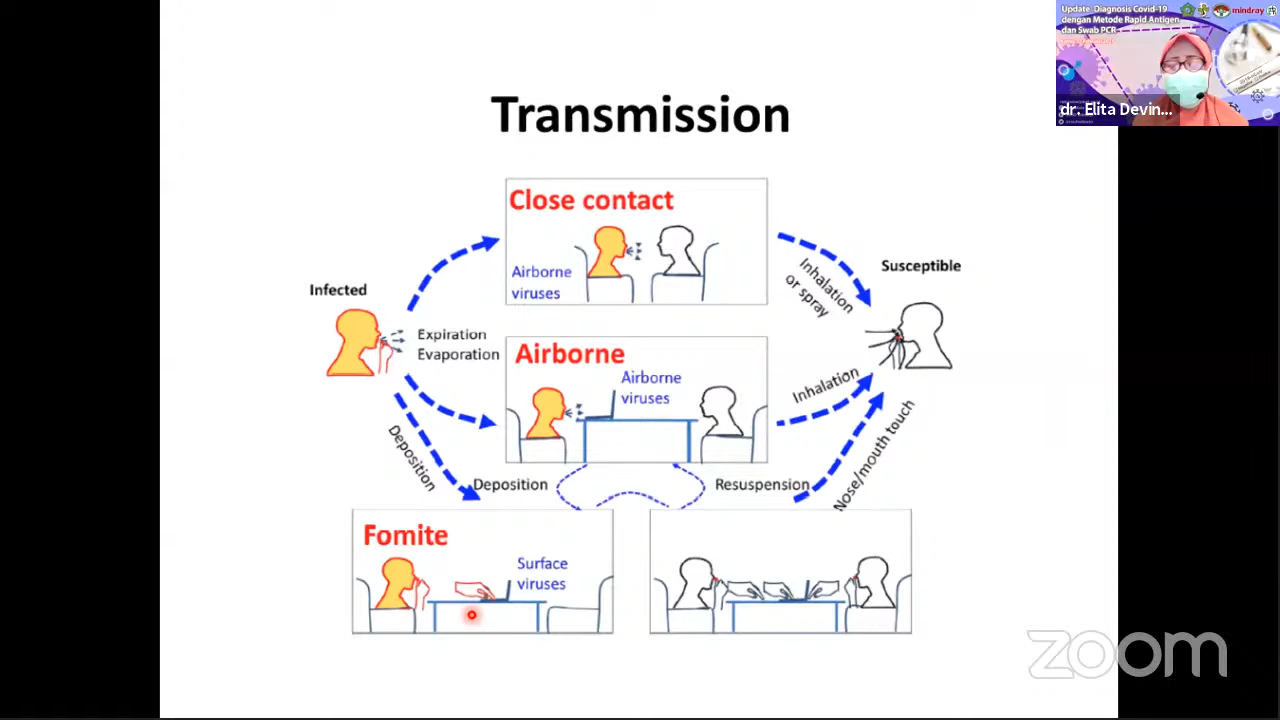 Update Diagnosis Covid-19
dengan Metode Rapid Antigen
dan Swab PCR
mindray
dr. Elita Devin...
Transmission
Close contact
Airborne
viruses
Inhalation
or spray
Susceptible
Infected
Expiration
Evaporation
Airborne
Airborne
viruses
Inhalation
Deposition
Deposition
Resuspension
Nose/mouth touch
Fomite
Surface
viruses
zoom